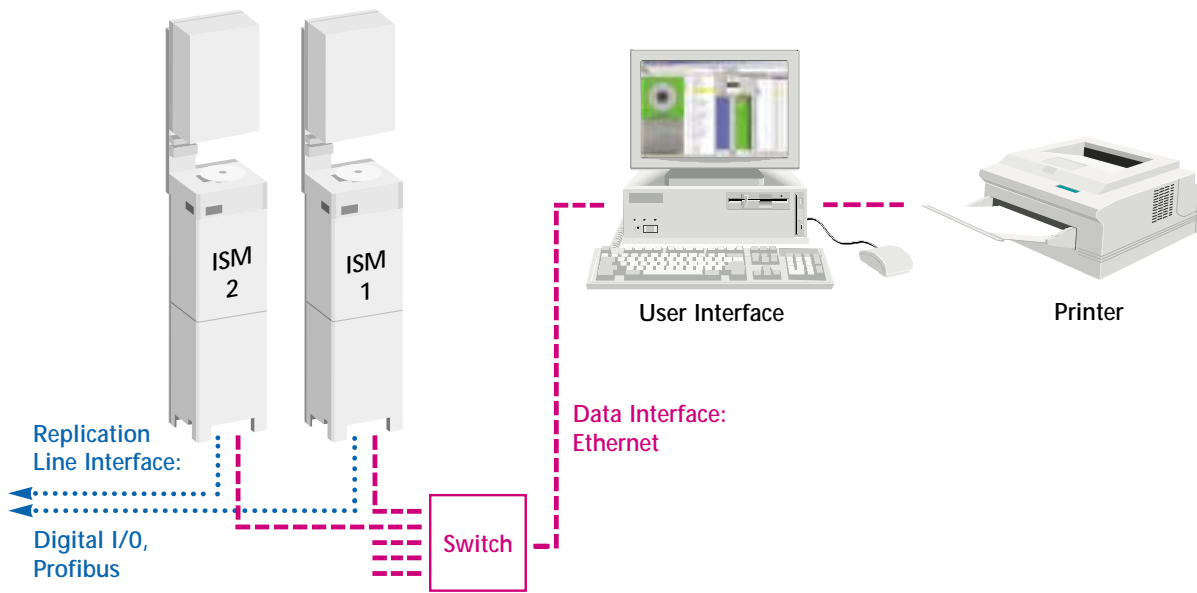 ISM
2
ISM
1
User Interface
Printer
Data Interface:
Ethernet
Replication
Line Interface:
Switch
Digital I/0,
Profibus